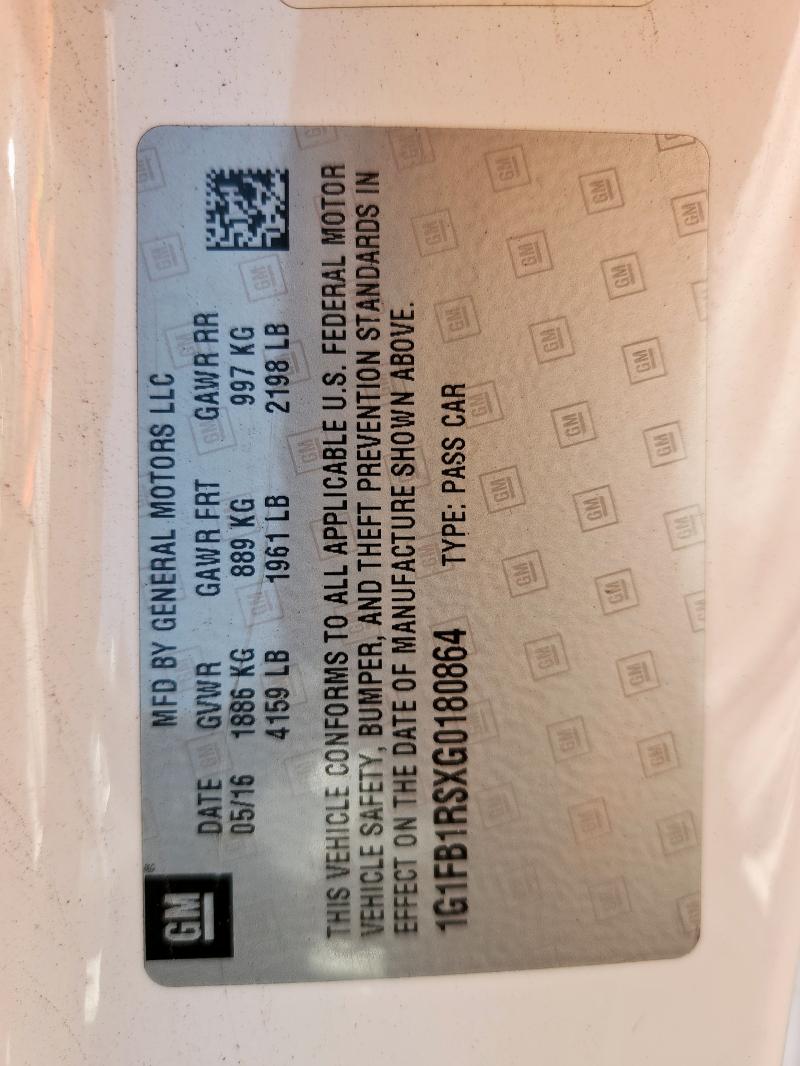 GM
MFD BY GENERAL MOTORS LLC
DATE GVWR GAWR FRT GAWR RR
05/16 1886 KG 889 KG 997 KG
4159 LB 1961 LB 2198 LB
THIS VEHICLE CONFORMS TO ALL APPLICABLE U.S. FEDERAL MOTOR
VEHICLE SAFETY, BUMPER, AND THEFT PREVENTION STANDARDS IN
EFFECT ON THE DATE OF MANUFACTURE SHOWN ABOVE.
1G1FB1RSXG0180864 TYPE: PASS CAR